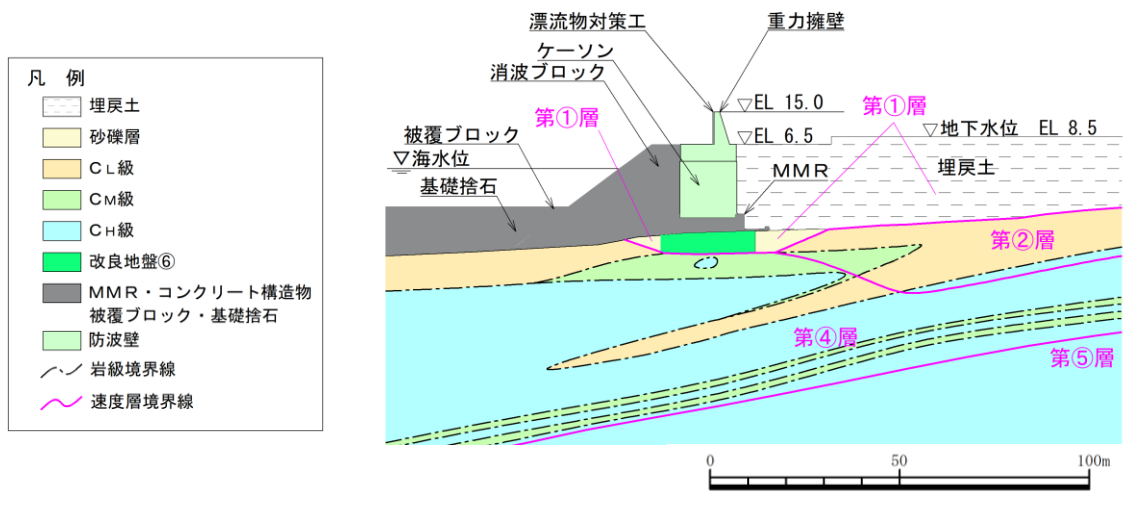 凡 例
埋戻土
砂礫層
CL級
CM級
CH級
改良地盤⑥
MMR・コンクリート構造物
被覆ブロック・基礎捨石
防波壁
岩級境界線
速度層境界線
漂流物対策工
重力擁壁
ケーソン
消波ブロック
▽EL 15.0
第①層
第①層
被覆ブロック
▽EL 6.5
▽地下水位 EL 8.5
▽海水位
MMR
埋戻土
基礎捨石
第②層
第④層
第⑤層
0 50 100m